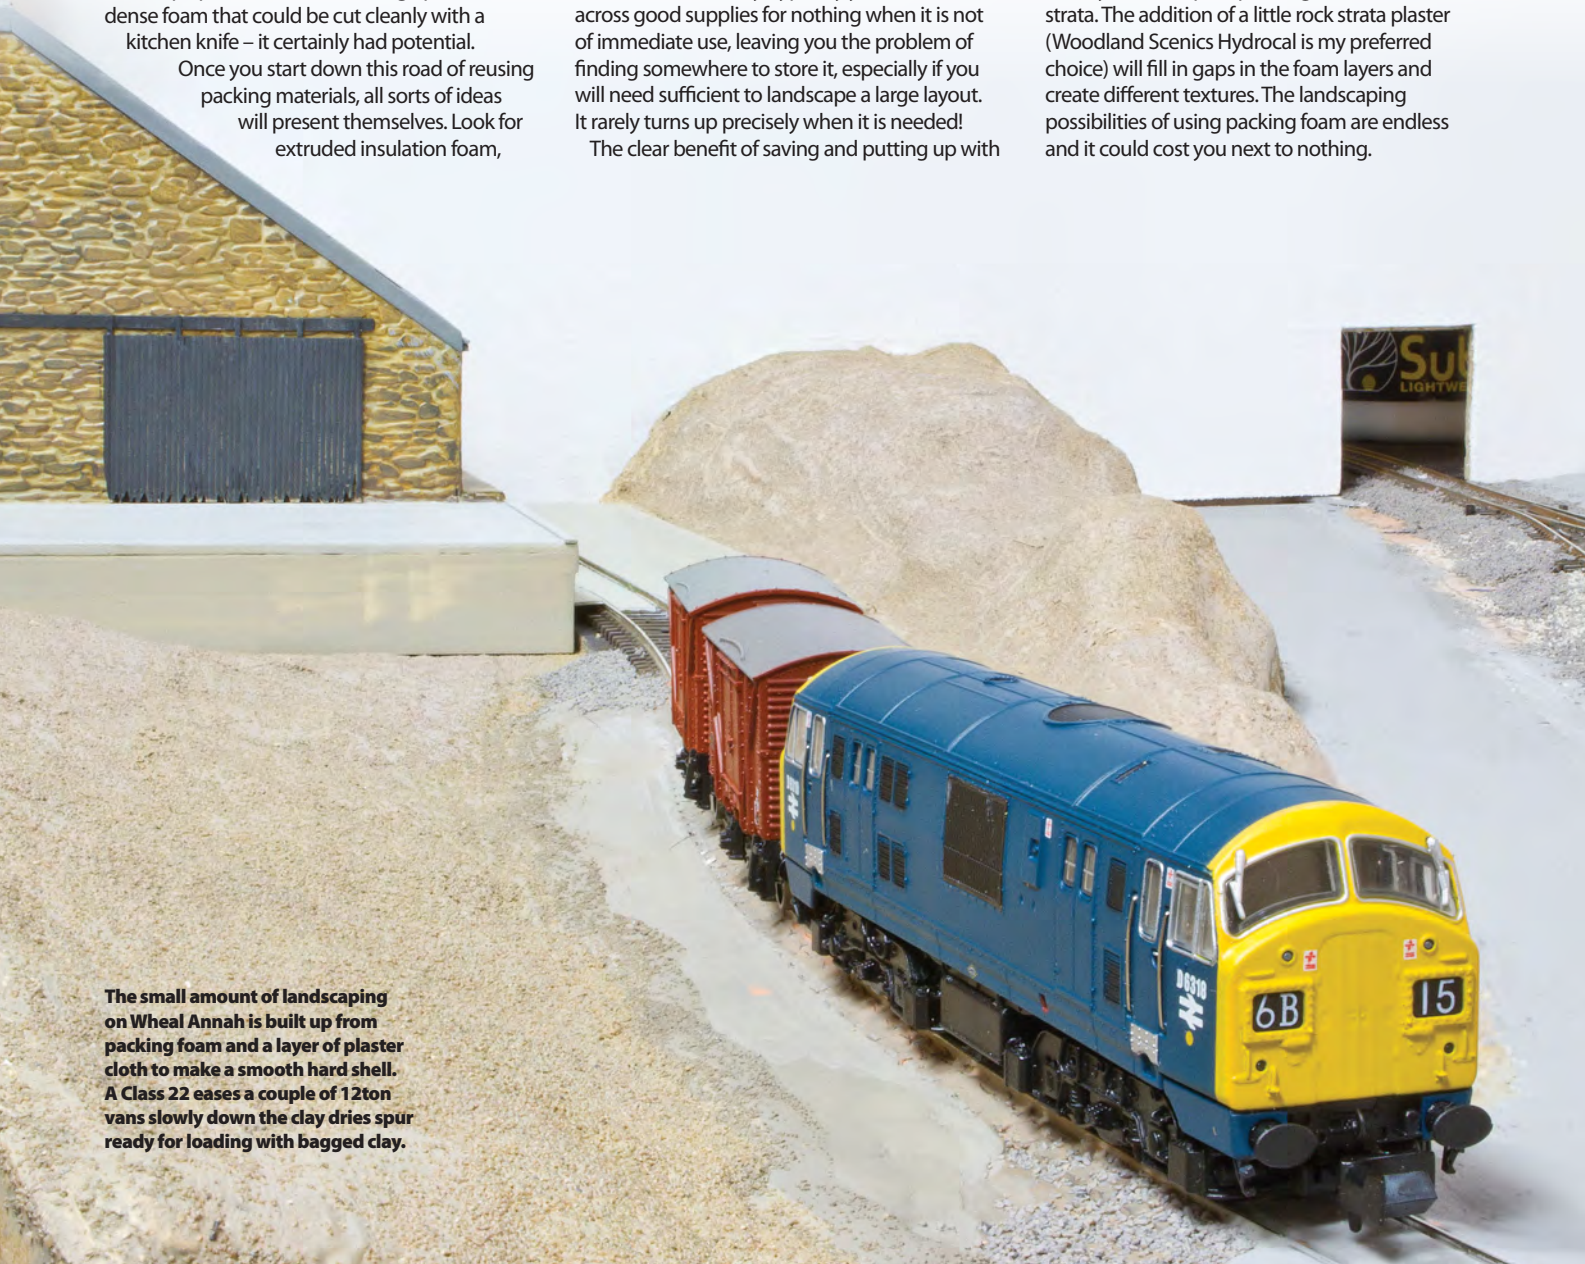 dense foam that could be cut cleanly with a
kitchen knife – it certainly had potential.
Once you start down this road of reusing
packing materials, all sorts of ideas
will present themselves. Look for
extruded insulation foam,
across good supplies for nothing when it is not
of immediate use, leaving you the problem of
finding somewhere to store it, especially if you
will need sufficient to landscape a large layout.
It rarely turns up precisely when it is needed!
The clear benefit of saving and putting up with
strata. The addition of a little rock strata plaster
(Woodland Scenics Hydrocal is my preferred
choice) will fill in gaps in the foam layers and
create different textures. The landscaping
possibilities of using packing foam are endless
and it could cost you next to nothing.
D6318
6B
15
The small amount of landscaping
on Wheal Annah is built up from
packing foam and a layer of plaster
cloth to make a smooth hard shell.
A Class 22 eases a couple of 12ton
vans slowly down the clay dries spur
ready for loading with bagged clay.